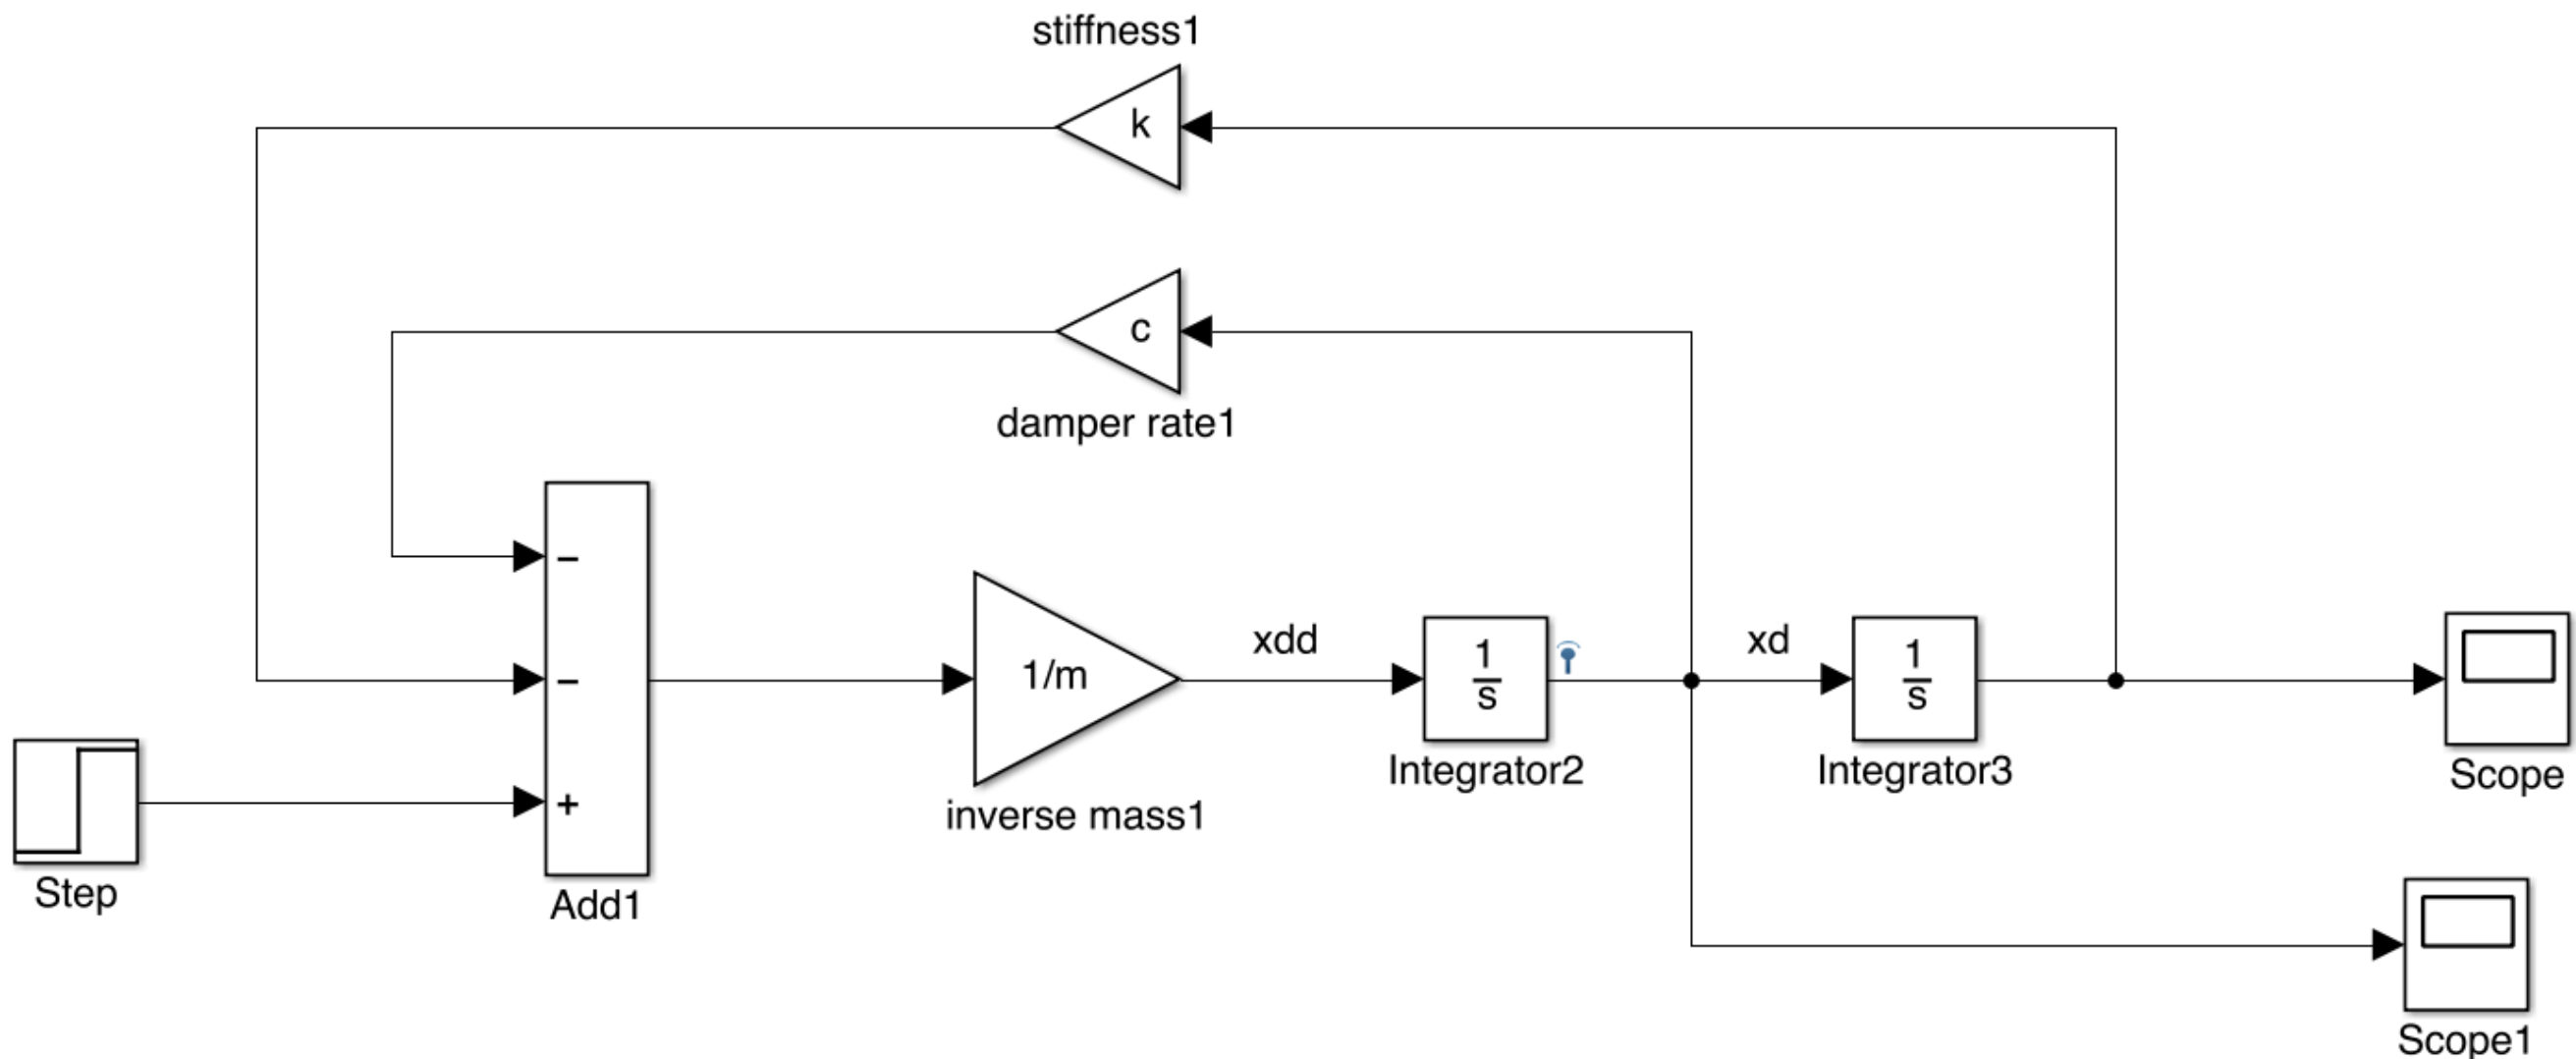 stiffness1
k
c
damper rate1
−
−
+
Step
Add1
1/m
inverse mass1
xdd
1
s
Integrator2
xd
1
s
Integrator3
Scope
Scope1